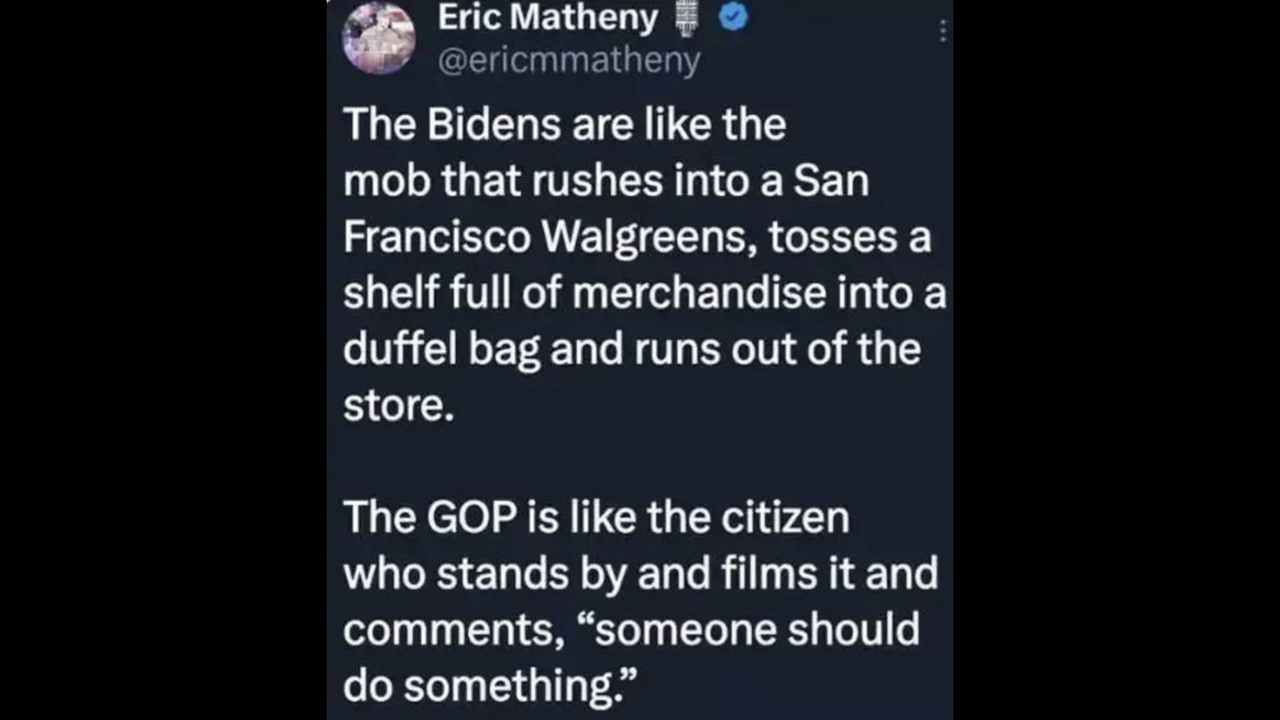 Eric Matheny
@ericmmatheny
The Bidens are like the
mob that rushes into a San
Francisco Walgreens, tosses a
shelf full of merchandise into a
duffel bag and runs out of the
store.
The GOP is like the citizen
who stands by and films it and
comments, “someone should
do something.”